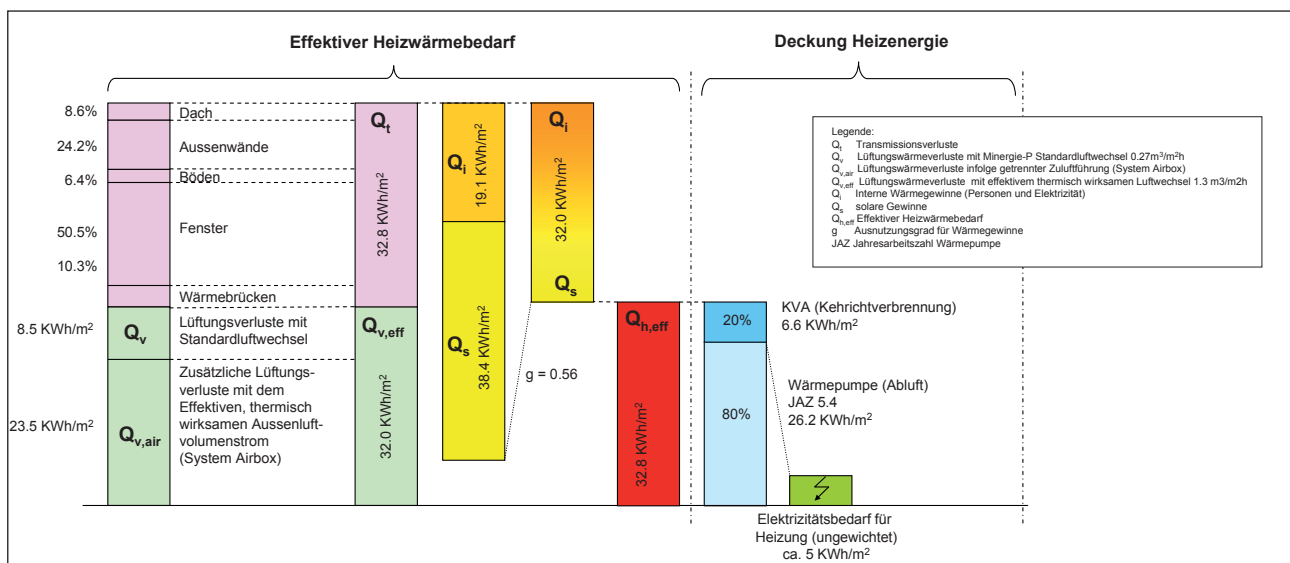 Effektiver Heizwärmebedarf
Deckung Heizenergie
8.6%
24.2%
6.4%
50.5%
10.3%
8.5 KWh/m²
23.5 KWh/m²
Qv
Qv,air
Dach
Aussenwände
Böden
Fenster
Wärmebrücken
Lüftungsverluste mit
Standardluftwechsel
Zusätzliche Lüftungs-
verluste mit dem
Effektiven, thermisch
wirksamen Aussenluft-
volumenstrom
(System Airbox)
Qt
32.8 KWh/m²
Qv,eff
32.0 KWh/m²
Qi
19.1 KWh/m²
Qs
38.4 KWh/m²
Qi
32.0 KWh/m²
Qs
g = 0.56
Qh,eff
32.8 KWh/m²
20%
80%
KVA (Kehrichtverbrennung)
6.6 KWh/m²
Wärmepumpe (Abluft)
JAZ 5.4
26.2 KWh/m²
Elektrizitätsbedarf für
Heizung (ungewichtet)
ca. 5 KWh/m²
Legende:
Qt Transmissionsverluste
Qv Lüftungswärmeverluste mit Minergie-P Standardluftwechsel 0.27m³/m²h
Qv,air Lüftungswärmeverluste infolge getrennter Zuluftführung (System Airbox)
Qv,eff Lüftungswärmeverluste mit effektivem thermisch wirksamen Luftwechsel 1.3 m3/m2h
Qi Interne Wärmegewinne (Personen und Elektrizität)
Qs solare Gewinne
Qh,eff Effektiver Heizwärmebedarf
g Ausnutzungsgrad für Wärmegewinne
JAZ Jahresarbeitszahl Wärmepumpe